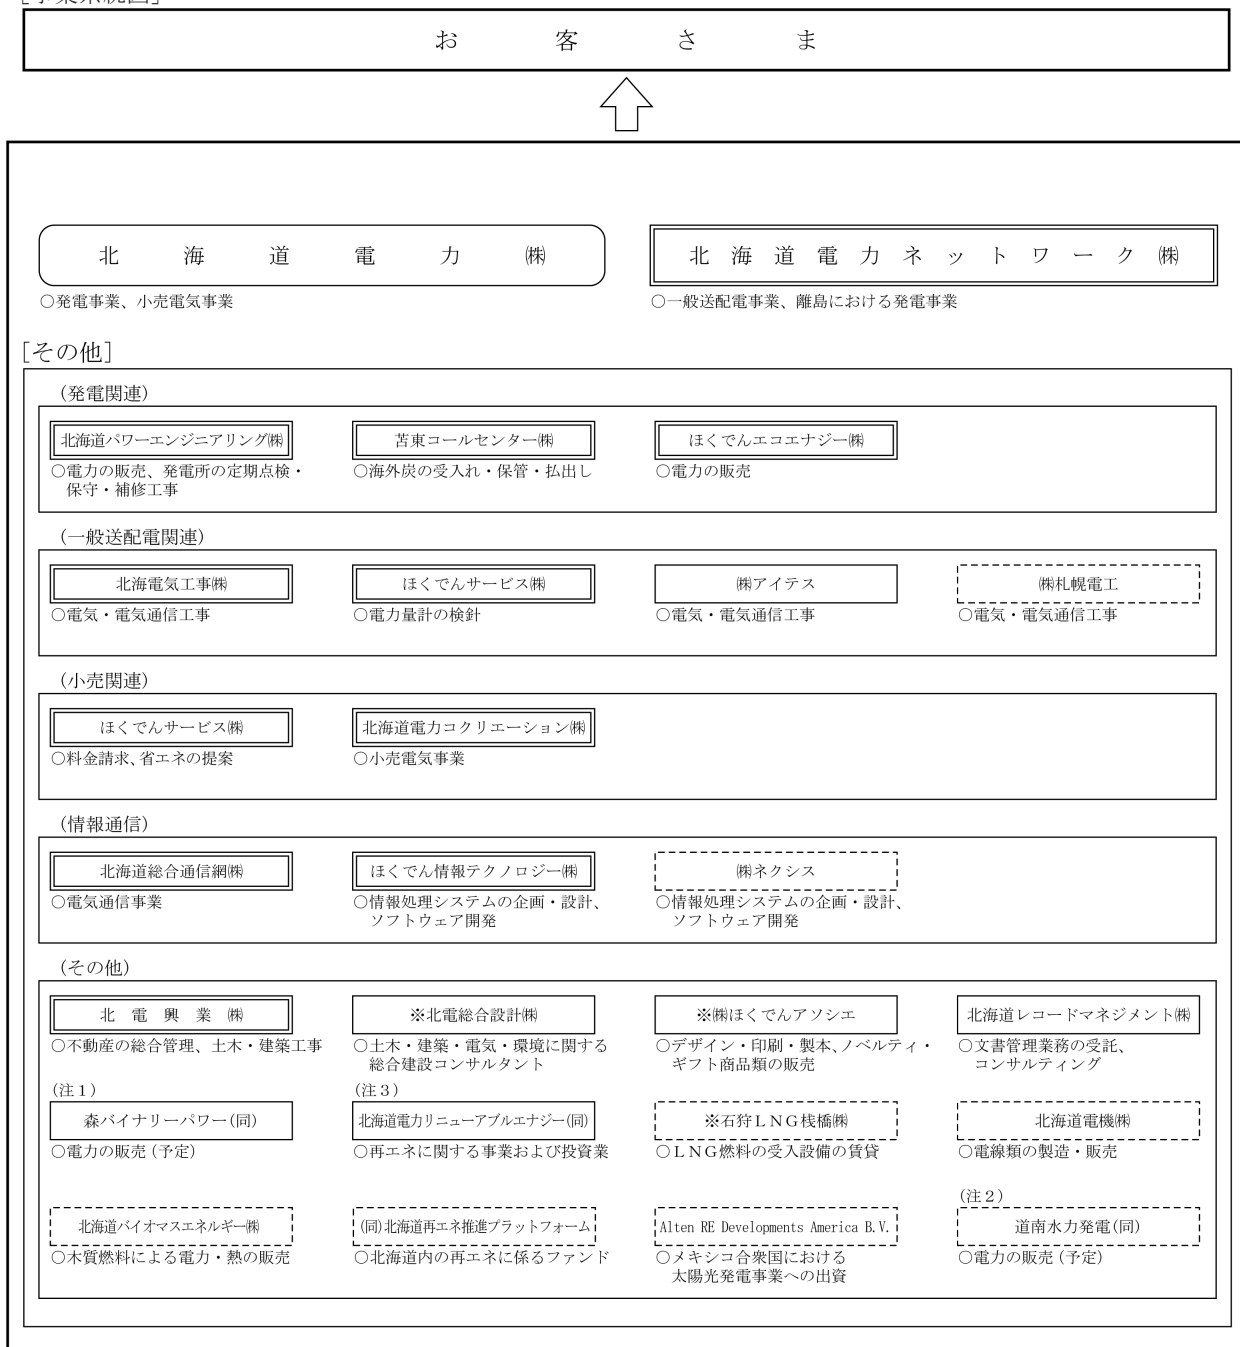 [事業系統図]
お客さま
北海道電力㈱
北海道電力ネットワーク㈱
○発電事業、小売電気事業
○一般送配電事業、離島における発電事業
[その他]
(発電関連)
北海道パワーエンジニアリング㈱
苫東コールセンター㈱
ほくでんエコエナジー㈱
○電力の販売、発電所の定期点検・
保守・補修工事
○海外炭の受入れ・保管・払出し
○電力の販売
(一般送配電関連)
北海電気工事㈱
ほくでんサービス㈱
㈱アイテス
㈱札幌電工
○電気・電気通信工事
○電力量計の検針
○電気・電気通信工事
○電気・電気通信工事
(小売関連)
ほくでんサービス㈱
北海道電力コクリエーション㈱
○料金請求、省エネの提案
○小売電気事業
(情報通信)
北海道総合通信網㈱
ほくでん情報テクノロジー㈱
㈱ネクシス
○電気通信事業
○情報処理システムの企画・設計、
ソフトウェア開発
○情報処理システムの企画・設計、
ソフトウェア開発
(その他)
北電興業㈱
※北電総合設計㈱
※㈱ほくでんアソシエ
北海道レコードマネジメント㈱
○不動産の総合管理、土木・建築工事
○土木・建築・電気・環境に関する
総合建設コンサルタント
○デザイン・印刷・製本、ノベルティ・
ギフト商品類の販売
○文書管理業務の受託、
コンサルティング
(注1)
(注3)
森バイナリーパワー(同)
北海道電力リニューアブルエナジー(同)
※石狩LNG桟橋㈱
北海道電機㈱
○電力の販売(予定)
○再エネに関する事業および投資業
○LNG燃料の受入設備の賃貸
○電線類の製造・販売
(注2)
北海道バイオマスエネルギー㈱
(同)北海道再エネ推進プラットフォーム
Alten RE Developments America B.V.
道南水力発電(同)
○木質燃料による電力・熱の販売
○北海道内の再エネに係るファンド
○メキシコ合衆国における
太陽光発電事業への出資
○電力の販売(予定)